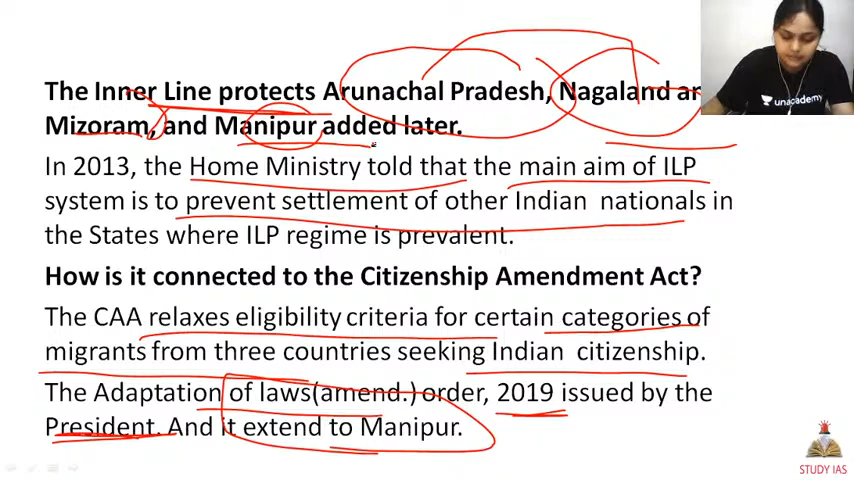 The Inner Line protects Arunachal Pradesh, Nagaland
Mizoram, and Manipur added later.
In 2013, the Home Ministry told that the main aim of ILP
system is to prevent settlement of other Indian nationals in
the States where ILP regime is prevalent.
How is it connected to the Citizenship Amendment Act?
The CAA relaxes eligibility criteria for certain categories of
migrants from three countries seeking Indian citizenship.
The Adaptation of laws(amend.) order, 2019 issued by the
President. And it extend to Manipur.
unacademy
STUDY IAS